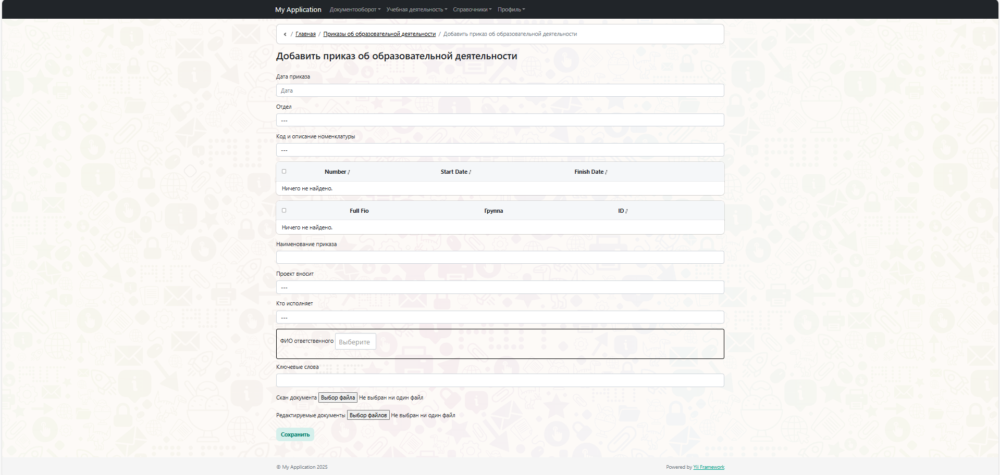 My Application Документооборот Учебная деятельность Справочники Профиль
‹ / Главная / Приказы об образовательной деятельности / Добавить приказ об образовательной деятельности
Добавить приказ об образовательной деятельности
Дата приказа
Дата
Отдел
---
Код и описание номенклатуры
---
Number Start Date Finish Date
Ничего не найдено.
Full Fio Группа ID
Ничего не найдено.
Наименование приказа
Проект вносит
---
Кто исполняет
---
ФИО ответственного Выберите
Ключевые слова
Скан документа Выбор файла Не выбран ни один файл
Редактируемые документы Выбор файлов Не выбран ни один файл
Сохранить
© My Application 2025 Powered by Yii Framework